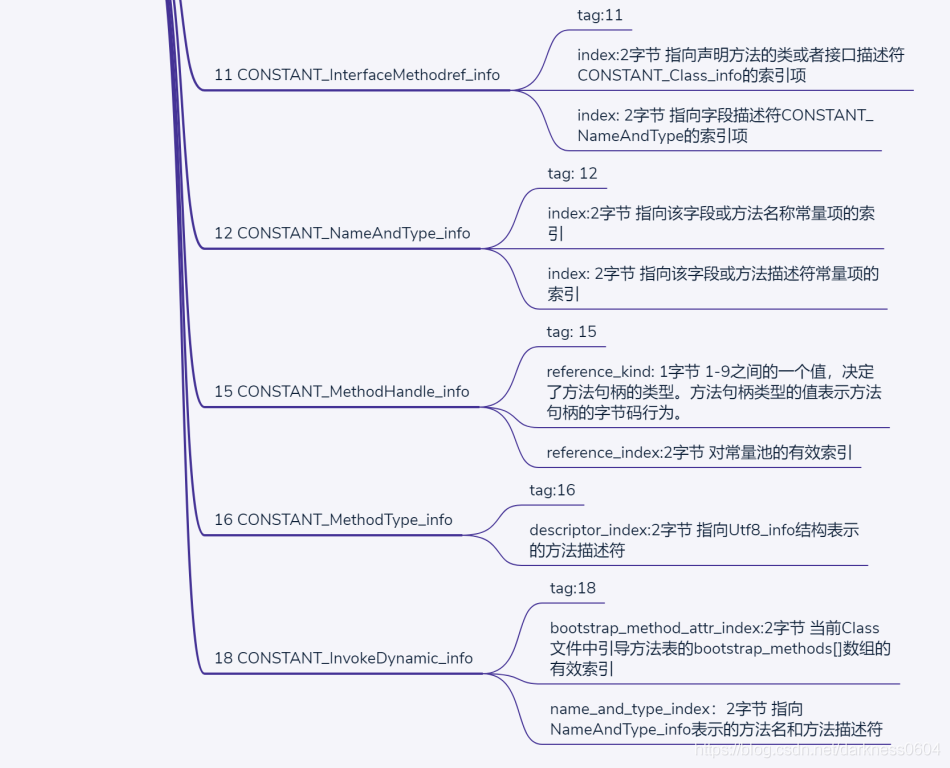 tag:11
index:2字节 指向声明方法的类或者接口描述符
CONSTANT_Class_info的索引项
11 CONSTANT_InterfaceMethodref_info
index: 2字节 指向字段描述符CONSTANT_
NameAndType的索引项
tag: 12
index:2字节 指向该字段或方法名称常量项的索
引
12 CONSTANT_NameAndType_info
index: 2字节 指向该字段或方法描述符常量项的
索引
tag: 15
reference_kind: 1字节 1-9之间的一个值，决定
了方法句柄的类型。方法句柄类型的值表示方法
句柄的字节码行为。
15 CONSTANT_MethodHandle_info
reference_index:2字节 对常量池的有效索引
tag:16
16 CONSTANT_MethodType_info
descriptor_index:2字节 指向Utf8_info结构表示
的方法描述符
tag:18
bootstrap_method_attr_index:2字节 当前Class
文件中引导方法表的bootstrap_methods[]数组的
有效索引
18 CONSTANT_InvokeDynamic_info
name_and_type_index：2字节 指向
NameAndType_info表示的方法名和方法描述符
https://blog.csdn.net/darkness0604